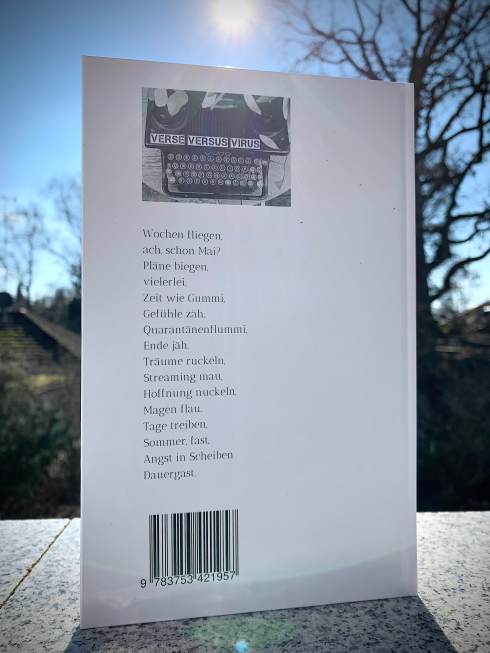 VERSE VERSUS VIRUS
Wochen fliegen,
ach, schon Mai?
Pläne biegen,
vielerlei.
Zeit wie Gummi,
Gefühle zäh,
Quarantänenflummi,
Ende jäh.
Träume ruckeln,
Streaming mau,
Hoffnung nuckeln,
Magen flau.
Tage treiben,
Sommer, fast,
Angst in Scheiben
Dauergast.
9 783753 421957